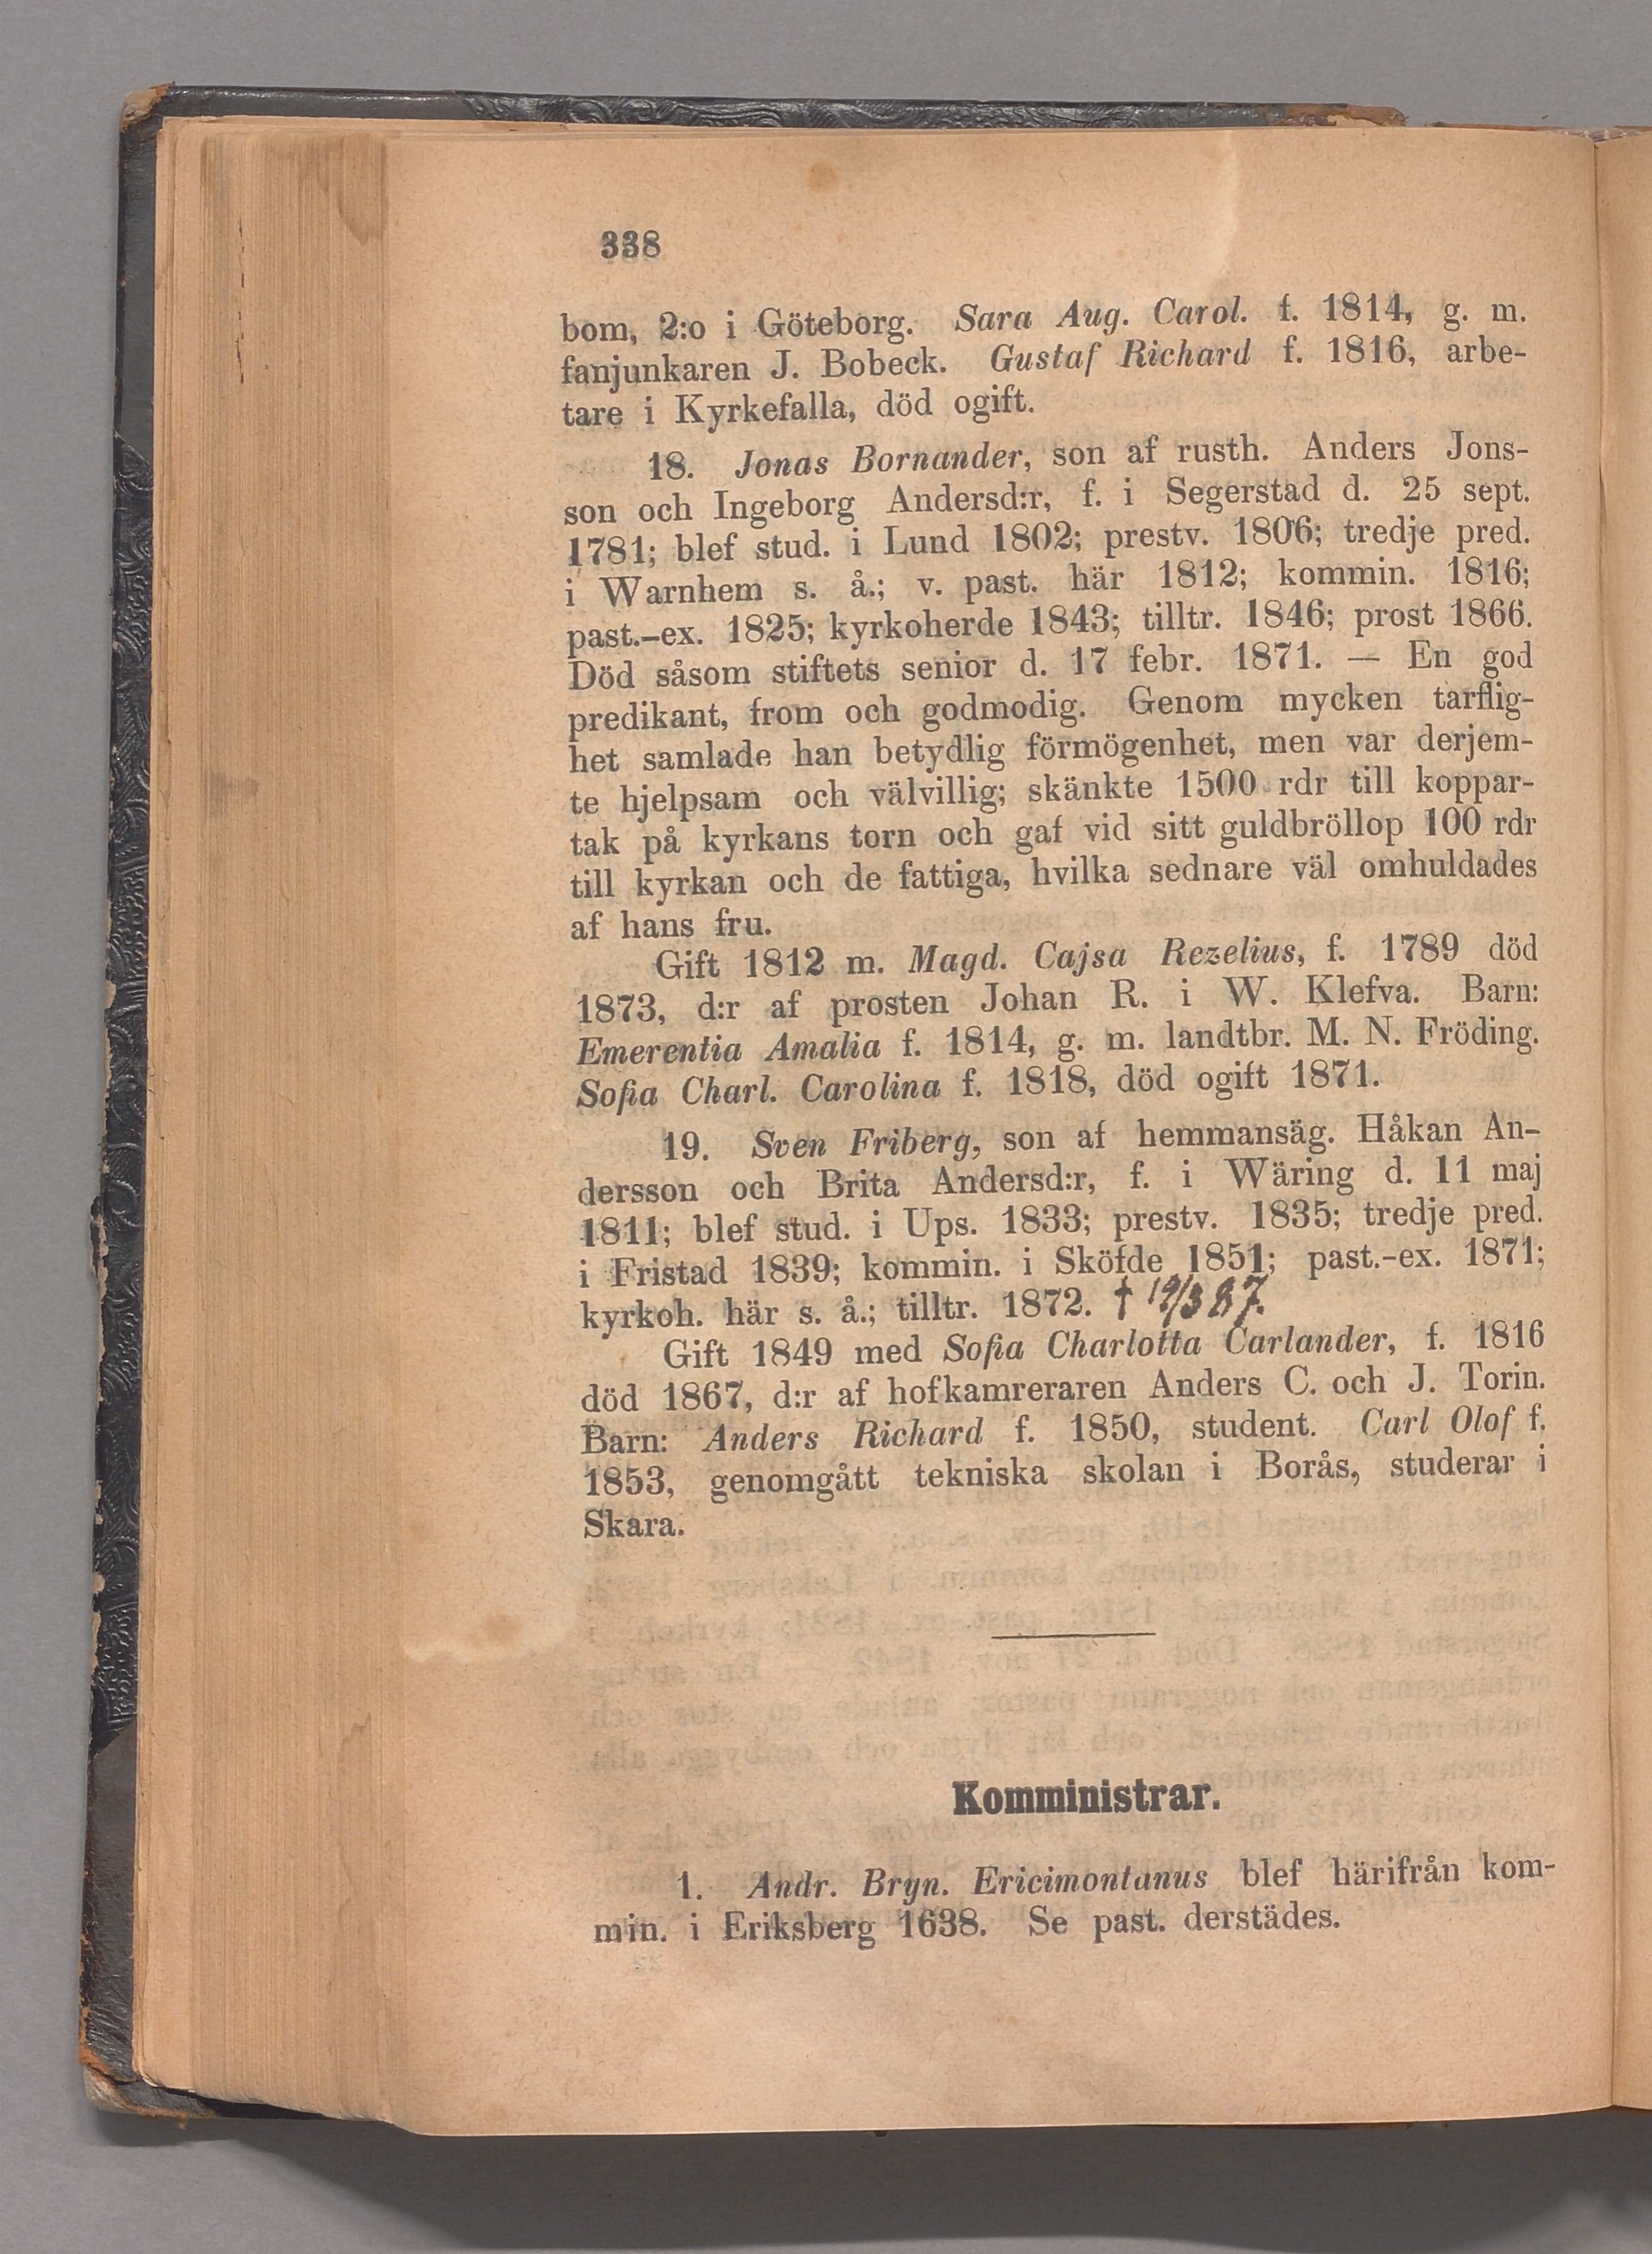 338
bom, 2:o i Göteborg. Sara Aug. Carol. f. 1814, g. m.
fanjunkaren J. Bobeck. Gustaf Richard f. 1816, arbe-
tare i Kyrkefalla, död ogift.
18. Jonas Bornander, son af rusth. Anders Jons-
son och Ingeborg Andersd:r, f. i Segerstad d. 25 sept.
1781; blef stud. i Lund 1802; prestv. 1806; tredje pred.
i Warnhem s. å.; v. past. här 1812; kommin. 1816;
past.-ex. 1825; kyrkoherde 1843; tilltr. 1846; prost 1866.
Död såsom stiftets senior d. 17 febr. 1871. — En god
predikant, from och godmodig. Genom mycken tarflig-
het samlade han betydlig förmögenhet, men var derjem-
te hjelpsam och välvillig; skänkte 1500 rdr till koppar-
tak på kyrkans torn och gaf vid sitt guldbröllop 100 rdr
till kyrkan och de fattiga, hvilka sednare väl omhuldades
af hans fru.
Gift 1812 m. Magd. Cajsa Rezelius, f. 1789 död
1873, d:r af prosten Johan R. i W. Klefva. Barn:
Emerentia Amalia f. 1814, g. m. landtbr. M. N. Fröding.
Sofia Charl. Carolina f. 1818, död ogift 1871.
19. Sven Friberg, son af hemmansäg. Håkan An-
dersson och Brita Andersd:r, f. i Wäring d. 11 maj
1811; blef stud. i Ups. 1833; prestv. 1835; tredje pred.
i Fristad 1839; kommin. i Sköfde 1851; past.-ex. 1871;
kyrkoh. här s. å.; tilltr. 1872. † 19/3 87.
Gift 1849 med Sofia Charlotta Carlander, f. 1816
död 1867, d:r af hofkamreraren Anders C. och J. Torin.
Barn: Anders Richard f. 1850, student. Carl Olof f.
1853, genomgått tekniska skolan i Borås, studerar i
Skara.
Komministrar.
1. Andr. Bryn. Ericimontanus blef härifrån kom-
min. i Eriksberg 1638. Se past. derstädes.